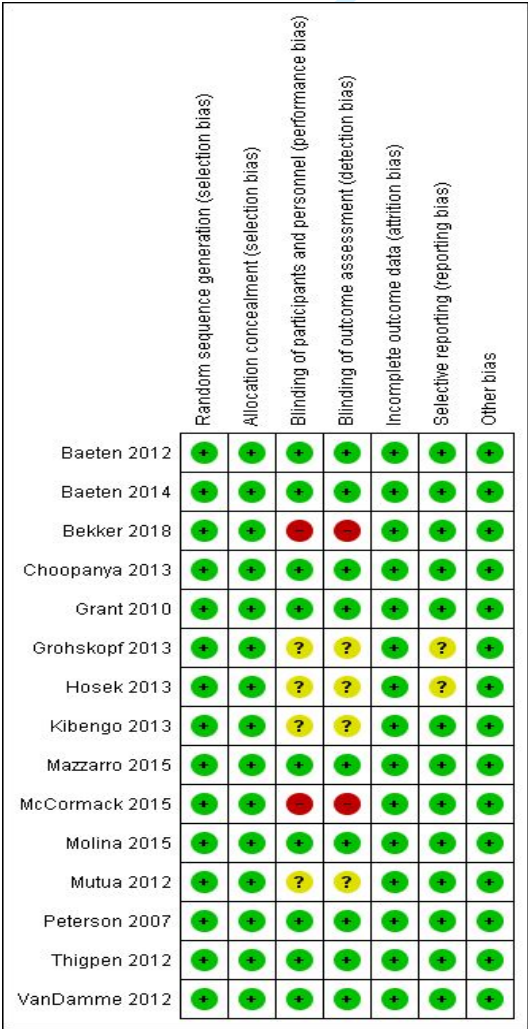 Random sequence generation (selection bias)
Allocation concealment (selection bias)
Blinding of participants and personnel (performance bias)
Blinding of outcome assessment (detection bias)
Incomplete outcome data (attrition bias)
Selective reporting (reporting bias)
Other bias
Baeten 2012 + + + + + + +
Baeten 2014 + + + + + + +
Bekker 2018 + + - - + + +
Choopanya 2013 + + + + + + +
Grant 2010 + + + + + + +
Grohskopf 2013 + + ? ? + ? +
Hosek 2013 + + ? ? + ? +
Kibengo 2013 + + ? ? + + +
Mazzarro 2015 + + + + + + +
McCormack 2015 + + - - + + +
Molina 2015 + + + + + + +
Mutua 2012 + + ? ? + + +
Peterson 2007 + + + + + + +
Thigpen 2012 + + + + + + +
VanDamme 2012 + + + + + + +